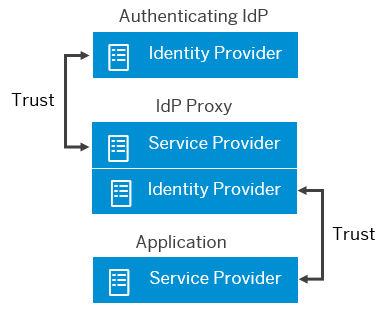 Authenticating IdP
Identity Provider
Trust
IdP Proxy
Service Provider
Identity Provider
Trust
Application
Service Provider